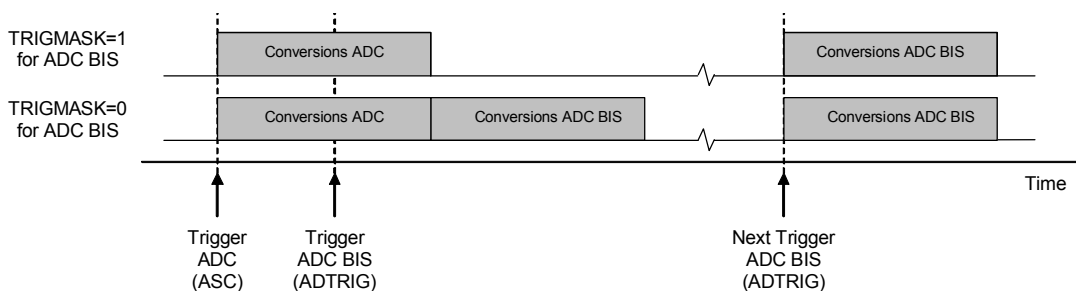 TRIGMASK=1
for ADC BIS
Conversions ADC
Conversions ADC BIS
TRIGMASK=0
for ADC BIS
Conversions ADC
Conversions ADC BIS
Conversions ADC BIS
Time
Trigger
ADC
(ASC)
Trigger
ADC BIS
(ADTRIG)
Next Trigger
ADC BIS
(ADTRIG)